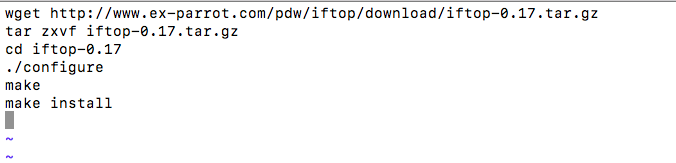 wget http://www.ex-parrot.com/pdw/iftop/download/iftop-0.17.tar.gz
tar zxvf iftop-0.17.tar.gz
cd iftop-0.17
./configure
make
make install
~
~